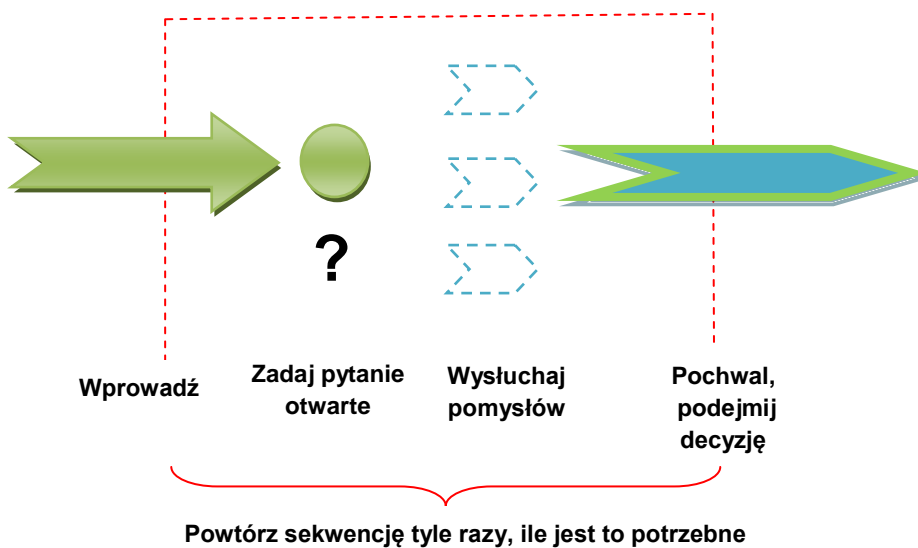 ?
Wprowadź
Zadaj pytanie
otwarte
Wysłuchaj
pomysłów
Pochwal,
podejmij
decyzję
Powtórz sekwencję tyle razy, ile jest to potrzebne